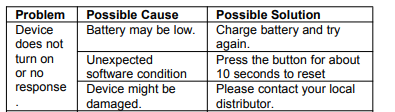 Problem Possible Cause Possible Solution
Device does not turn on or no response. Battery may be low. Charge battery and try again.
Unexpected software condition Press the button for about 10 seconds to reset
Device might be damaged. Please contact your local distributor.